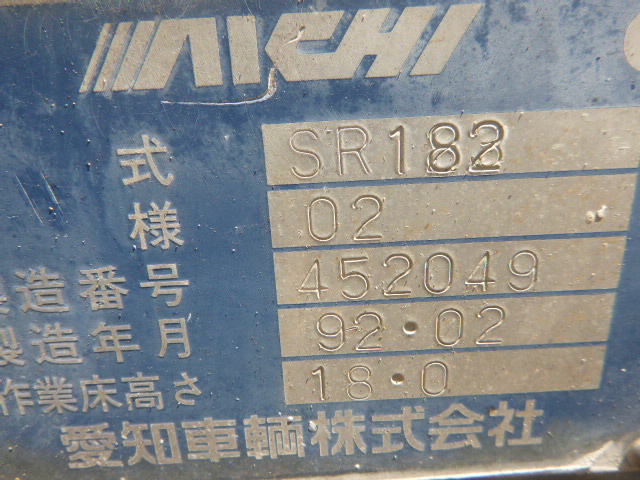 AICHI
式 SR182
様 02
製造番号 452049
製造年月 92・02
作業床高さ 18・0
愛知車輌株式会社